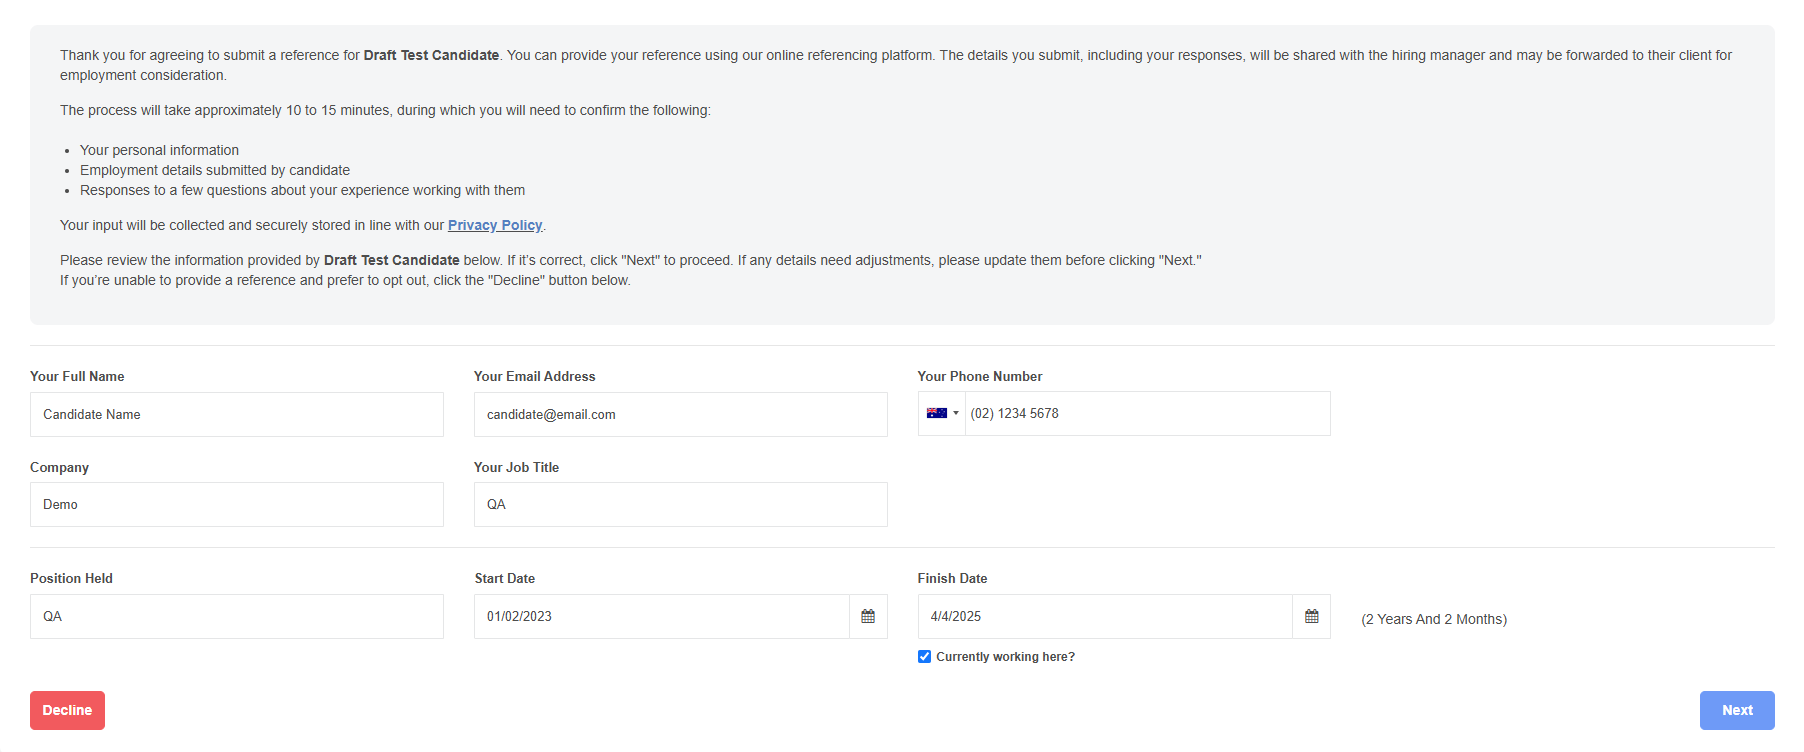 Thank you for agreeing to submit a reference for Draft Test Candidate. You can provide your reference using our online referencing platform. The details you submit, including your responses, will be shared with the hiring manager and may be forwarded to their client for
employment consideration.
The process will take approximately 10 to 15 minutes, during which you will need to confirm the following:
• Your personal information
• Employment details submitted by candidate
• Responses to a few questions about your experience working with them
Your input will be collected and securely stored in line with our Privacy Policy.
Please review the information provided by Draft Test Candidate below. If it's correct, click "Next" to proceed. If any details need adjustments, please update them before clicking "Next."
If you're unable to provide a reference and prefer to opt out, click the "Decline" button below.
Your Full Name
Your Email Address
Your Phone Number
Candidate Name
candidate@email.com
(02) 1234 5678
Company
Your Job Title
Demo
QA
Position Held
Start Date
Finish Date
QA
01/02/2023
4/4/2025
(2 Years And 2 Months)
Currently working here?
Decline
Next